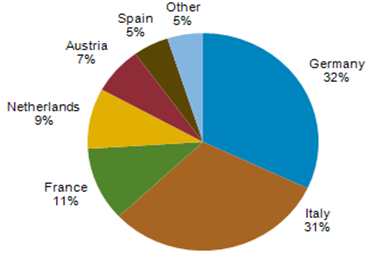 Spain
5%
Other
5%
Austria
7%
Germany
32%
Netherlands
9%
France
11%
Italy
31%